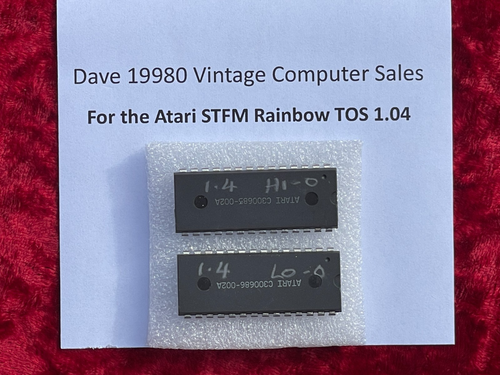 Dave 19980 Vintage Computer Sales
For the Atari STFM Rainbow TOS 1.04
1.4 HI-0
ATARI C300685-002A
1.4 LO-0
ATARI C300686-002A